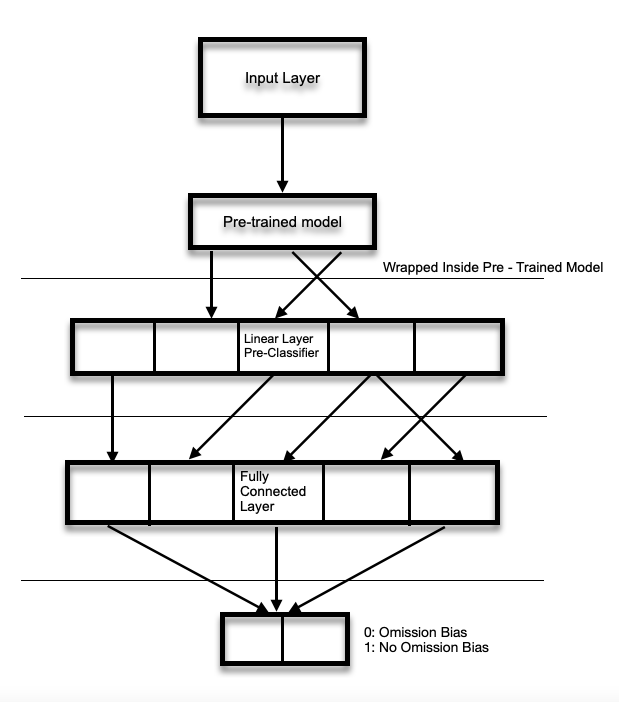 Input Layer
Pre-trained model
Wrapped Inside Pre - Trained Model
Linear Layer
Pre-Classifier
Fully
Connected
Layer
0: Omission Bias
1: No Omission Bias